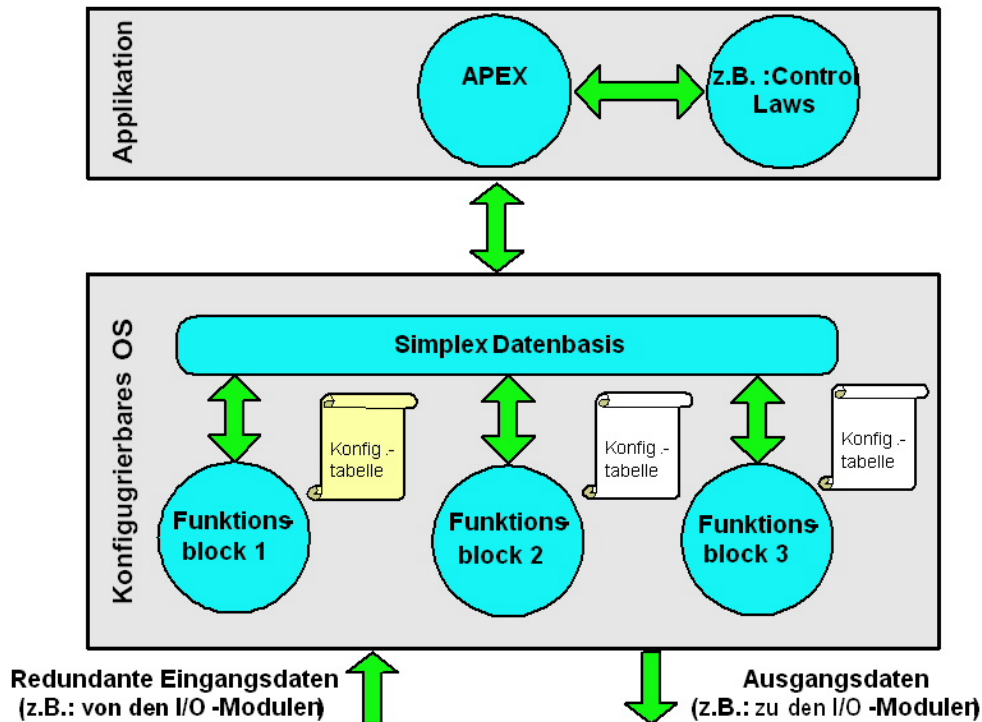 Applikation
APEX
z.B. :Control
Laws
Konfigugrierbares OS
Simplex Datenbasis
Konfig.-
tabelle
Konfig.-
tabelle
Konfig.-
tabelle
Funktions-
block 1
Funktions-
block 2
Funktions-
block 3
Redundante Eingangsdaten
(z.B.: von den I/O -Modulen)
Ausgangsdaten
(z.B.: zu den I/O -Modulen)